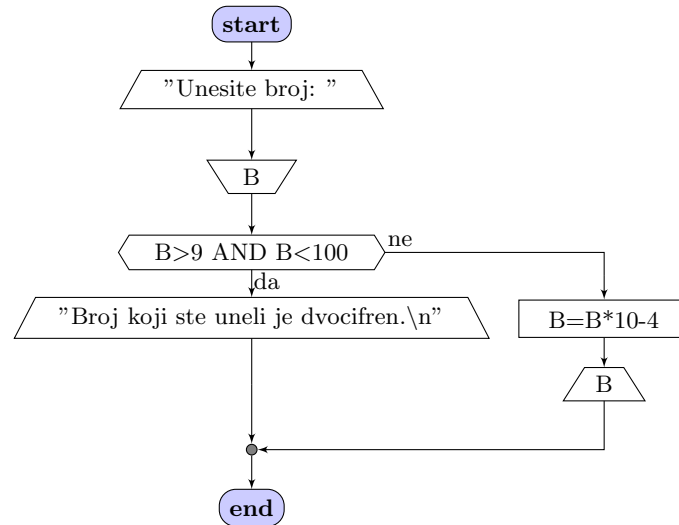 start
”Unesite broj: ”
B
B>9 AND B<100
ne
da
”Broj koji ste uneli je dvocifren.\n”
B=B*10-4
B
end